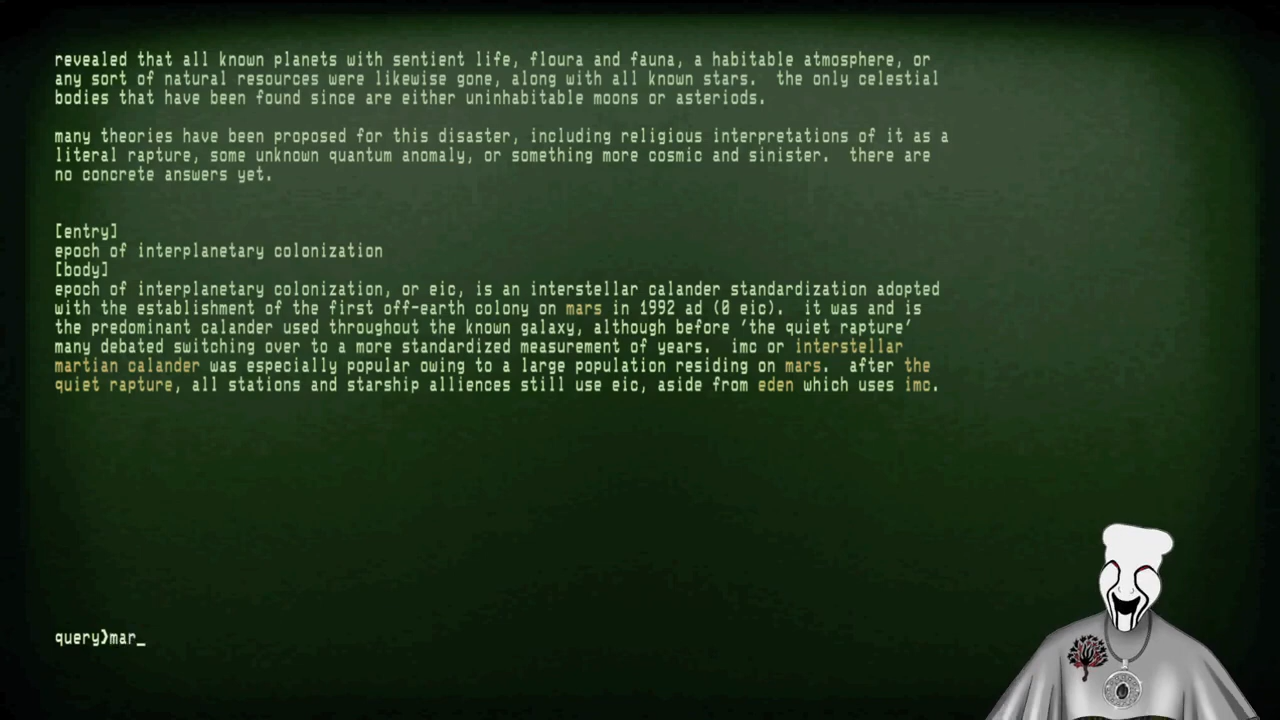 revealed that all known planets with sentient life, floura and fauna, a habitable atmosphere, or
any sort of natural resources were likewise gone, along with all known stars.  the only celestial
bodies that have been found since are either uninhabitable moons or asteriods.
many theories have been proposed for this disaster, including religious interpretations of it as a
literal rapture, some unknown quantum anomaly, or something more cosmic and sinister.  there are
no concrete answers yet.
[entry]
epoch of interplanetary colonization
[body]
epoch of interplanetary colonization, or eic, is an interstellar calander standardization adopted
with the establishment of the first off-earth colony on mars in 1992 ad (0 eic).  it was and is
the predominant calander used throughout the known galaxy, although before 'the quiet rapture'
many debated switching over to a more standardized measurement of years.  imc or interstellar
martian calander was especially popular owing to a large population residing on mars.  after the
quiet rapture, all stations and starship alliences still use eic, aside from eden which uses imc.
query>mar_